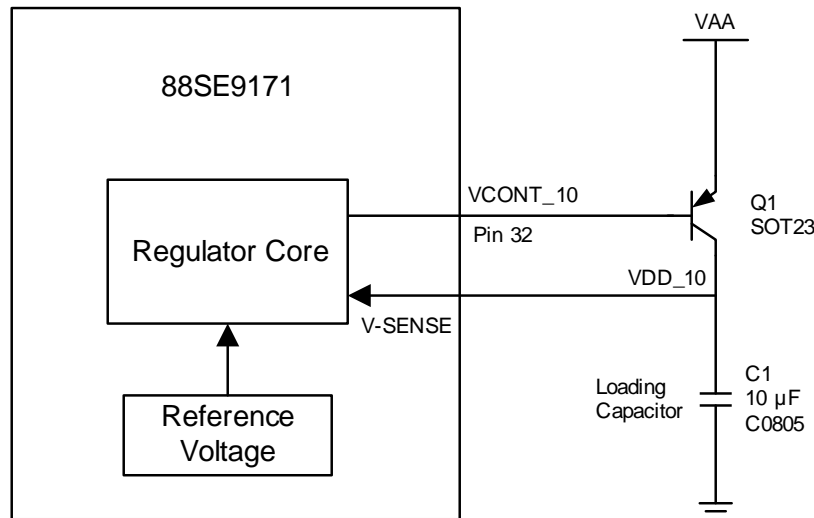 VAA
88SE9171
VCONT_10
Q1
SOT23
Pin 32
Regulator Core
VDD_10
V-SENSE
C1
10 µF
C0805
Loading
Capacitor
Reference
Voltage